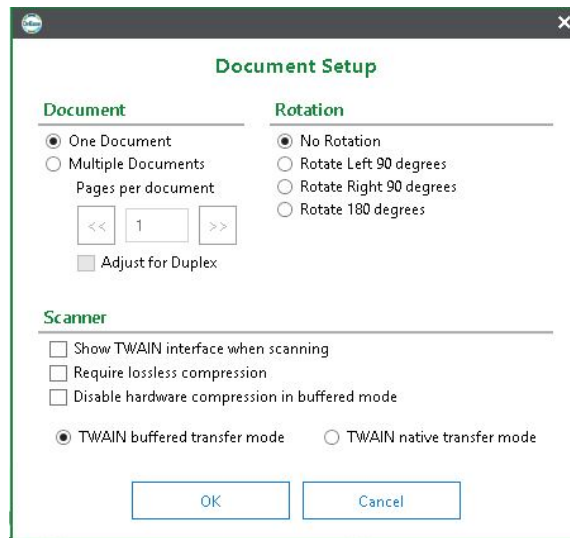 Document Setup
Document
One Document
Multiple Documents
Pages per document
<< 1 >>
Adjust for Duplex
Rotation
No Rotation
Rotate Left 90 degrees
Rotate Right 90 degrees
Rotate 180 degrees
Scanner
Show TWAIN interface when scanning
Require lossless compression
Disable hardware compression in buffered mode
TWAIN buffered transfer mode TWAIN native transfer mode
OK Cancel